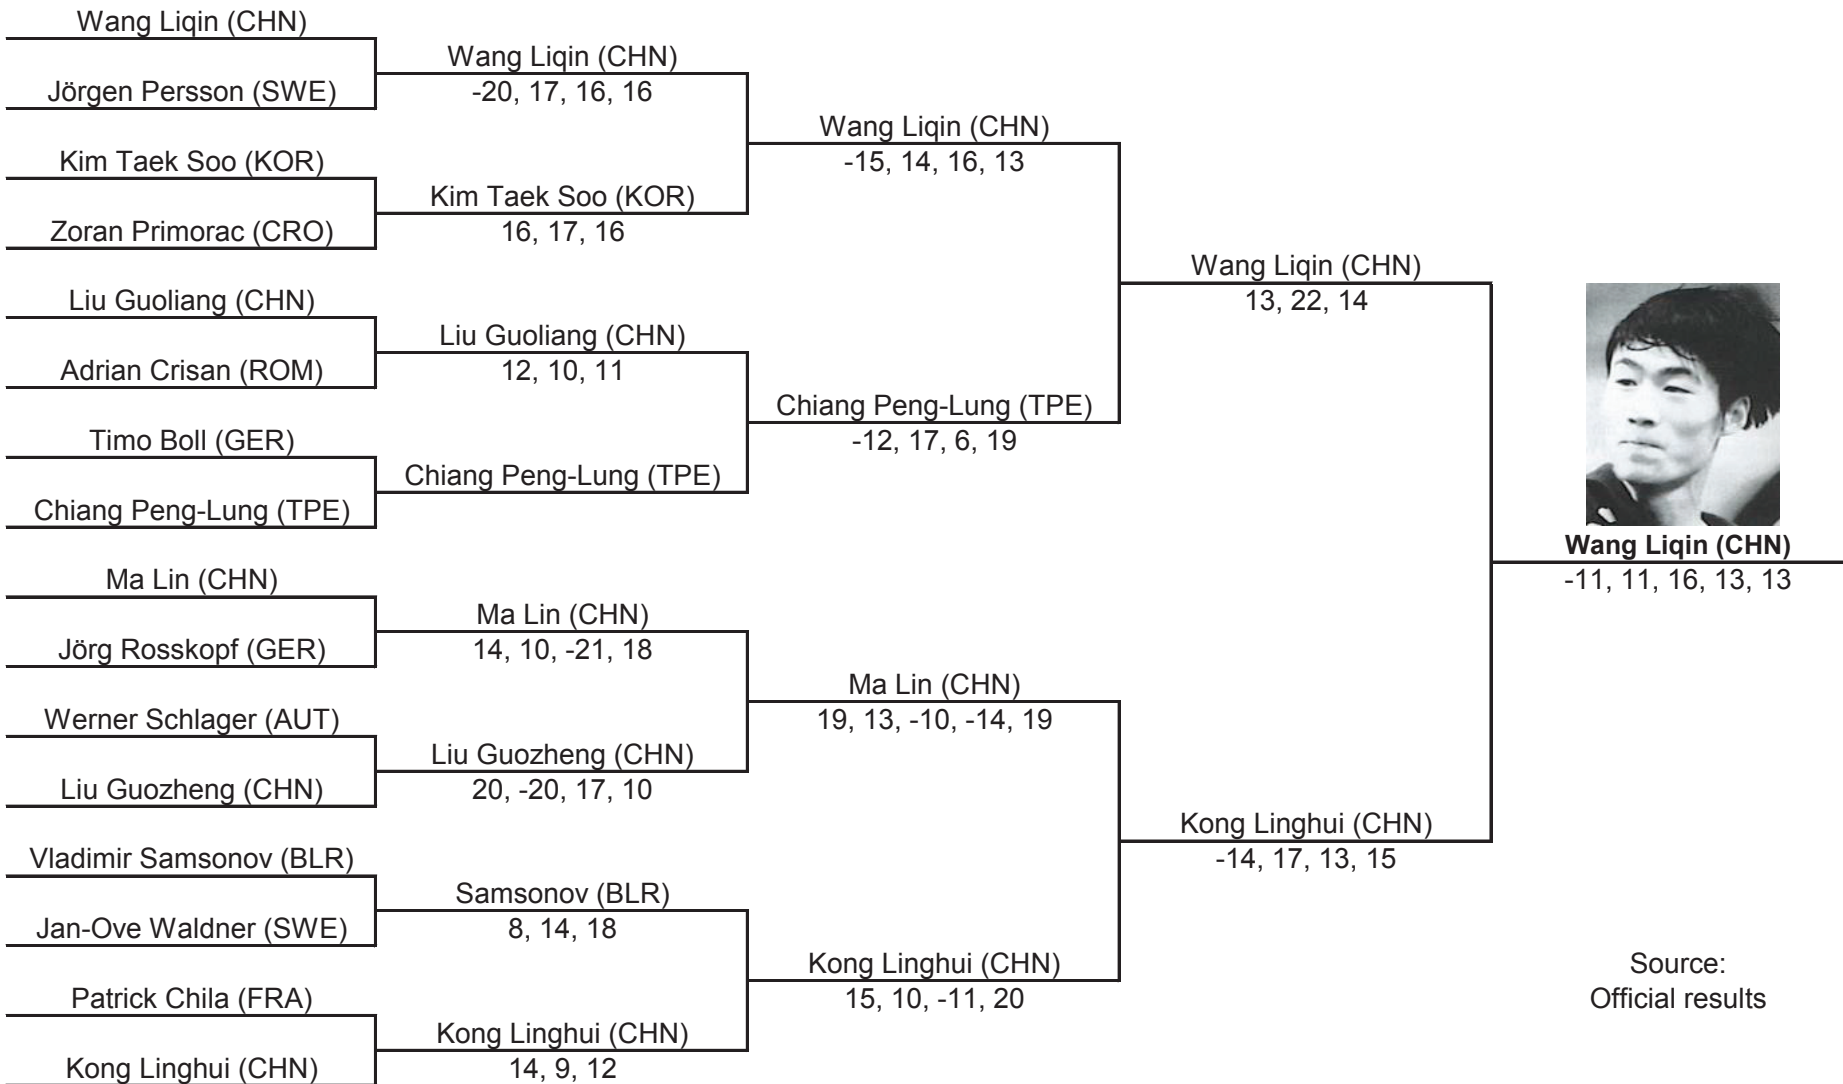 Wang Liqin (CHN)
Jörgen Persson (SWE)
Kim Taek Soo (KOR)
Zoran Primorac (CRO)
Liu Guoliang (CHN)
Adrian Crisan (ROM)
Timo Boll (GER)
Chiang Peng-Lung (TPE)
Ma Lin (CHN)
Jörg Rosskopf (GER)
Werner Schlager (AUT)
Liu Guozheng (CHN)
Vladimir Samsonov (BLR)
Jan-Ove Waldner (SWE)
Patrick Chila (FRA)
Kong Linghui (CHN)
Wang Liqin (CHN)
-20, 17, 16, 16
Kim Taek Soo (KOR)
16, 17, 16
Liu Guoliang (CHN)
12, 10, 11
Chiang Peng-Lung (TPE)
Ma Lin (CHN)
14, 10, -21, 18
Liu Guozheng (CHN)
20, -20, 17, 10
Samsonov (BLR)
8, 14, 18
Kong Linghui (CHN)
14, 9, 12
Wang Liqin (CHN)
-15, 14, 16, 13
Chiang Peng-Lung (TPE)
-12, 17, 6, 19
Ma Lin (CHN)
19, 13, -10, -14, 19
Kong Linghui (CHN)
15, 10, -11, 20
Wang Liqin (CHN)
13, 22, 14
Kong Linghui (CHN)
-14, 17, 13, 15
Wang Liqin (CHN)
-11, 11, 16, 13, 13
Source:
Official results